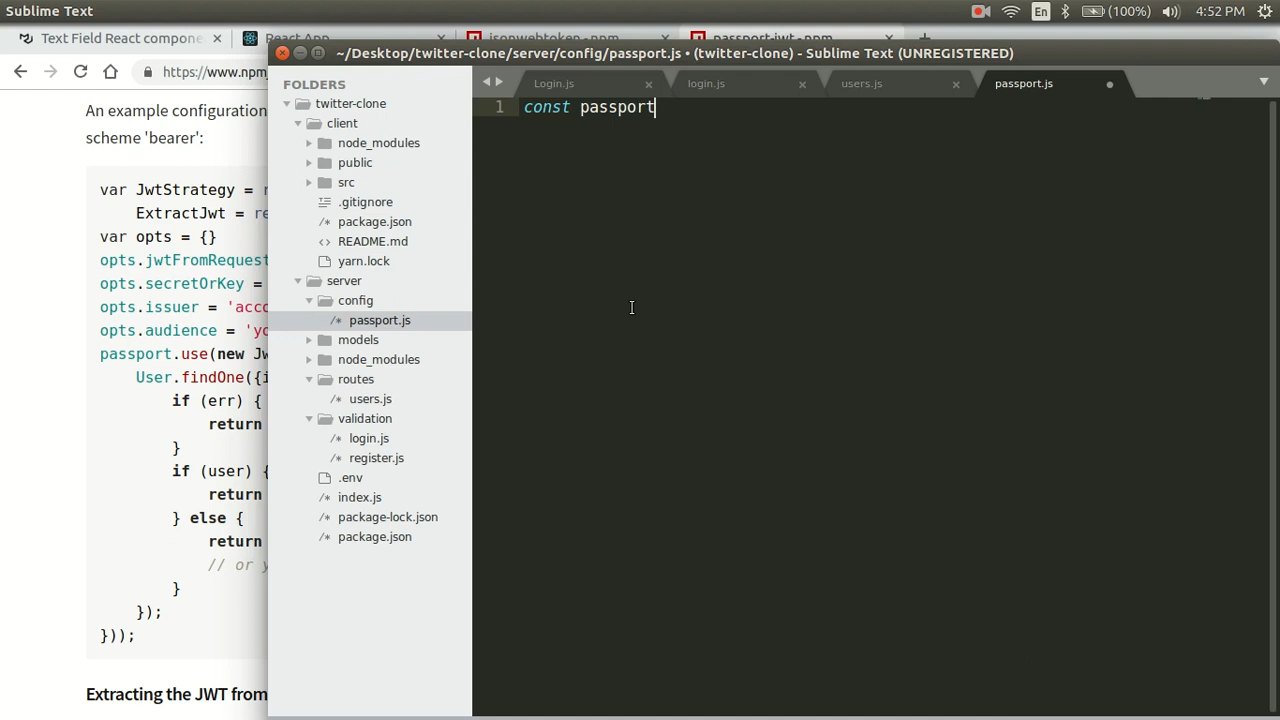 Sublime Text
En
(100%)
4:52 PM
Text Field React compone
React App
jsonwebtoken - npm
passport-jwt - npm
https://www.npmj
~/Desktop/twitter-clone/server/config/passport.js • (twitter-clone) - Sublime Text (UNREGISTERED)
An example configuration
scheme 'bearer':
var JwtStrategy = r
ExtractJwt = re
var opts = {}
opts.jwtFromRequest
opts.secretOrKey =
opts.issuer = 'acco
opts.audience = 'yo
passport.use(new Jw
User.findOne({i
if (err) {
return
}
if (user) {
return
} else {
return
// or y
}
});
}));
Extracting the JWT from
FOLDERS
twitter-clone
client
node_modules
public
src
.gitignore
package.json
README.md
yarn.lock
server
config
passport.js
models
node_modules
routes
users.js
validation
login.js
register.js
.env
index.js
package-lock.json
package.json
Login.js
login.js
users.js
passport.js
1 const passport